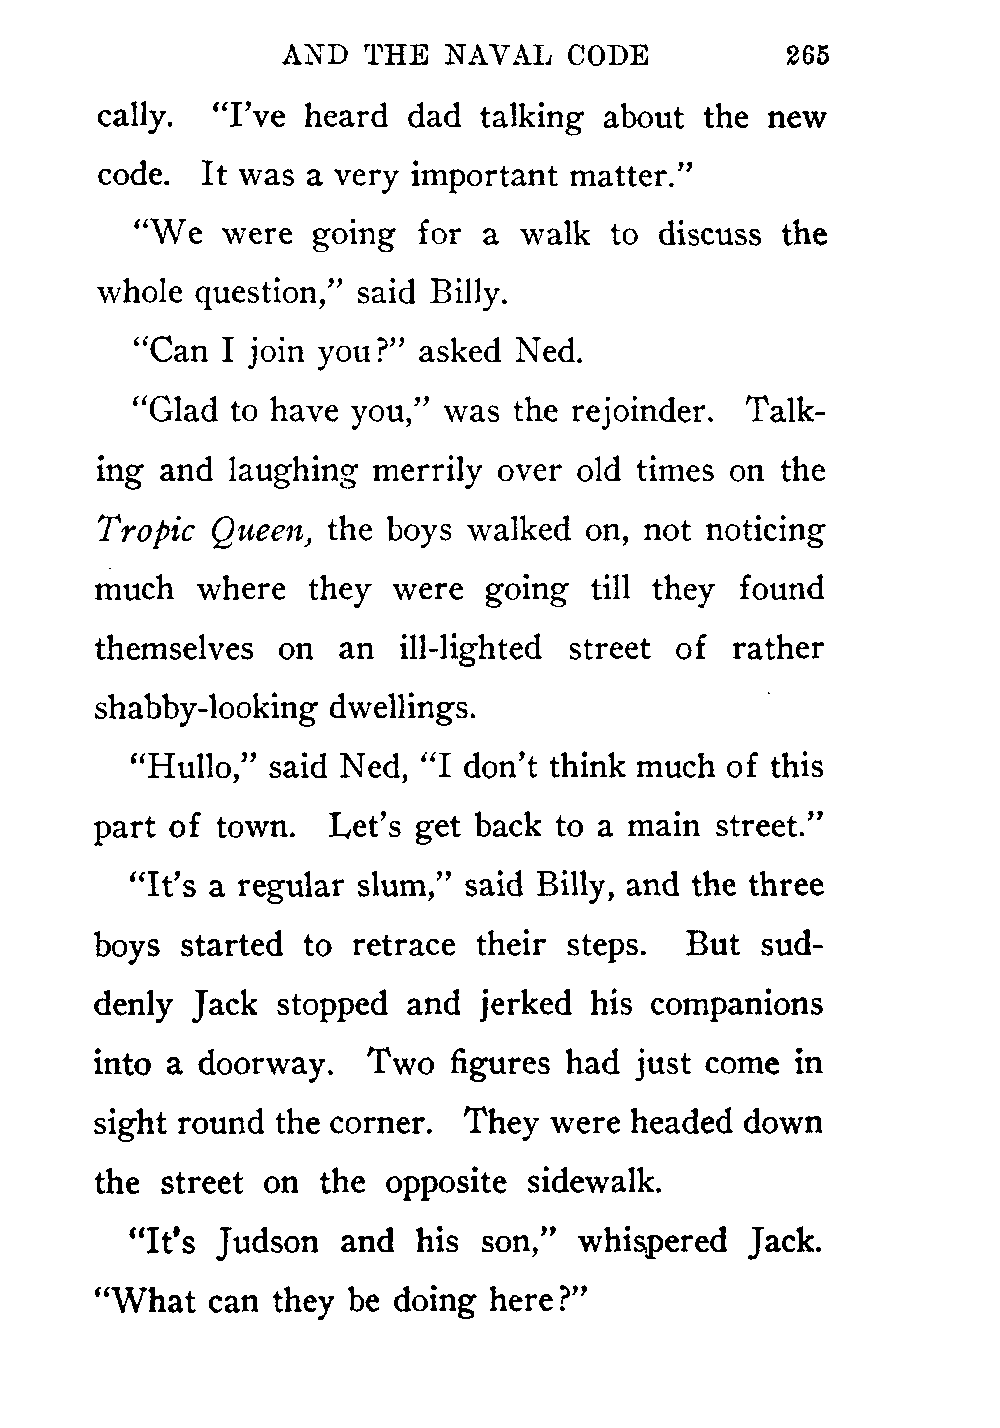 AND THE NAVAL CODE 265
cally. “I’ve heard dad talking about the new
code. It was a very important matter.”
“We were going for a walk to discuss the
whole question,” said Billy.
“Can I join you?” asked Ned.
“Glad to have you,” was the rejoinder. Talk-
ing and laughing merrily over old times on the
Tropic Queen, the boys walked on, not noticing
much where they were going till they found
themselves on an ill-lighted street of rather
shabby-looking dwellings.
“Hullo,” said Ned, “I don’t think much of this
part of town. Let’s get back to a main street.”
“It’s a regular slum,” said Billy, and the three
boys started to retrace their steps. But sud-
denly Jack stopped and jerked his companions
into a doorway. Two figures had just come in
sight round the corner. They were headed down
the street on the opposite sidewalk.
“It’s Judson and his son,” whispered Jack.
“What can they be doing here?”